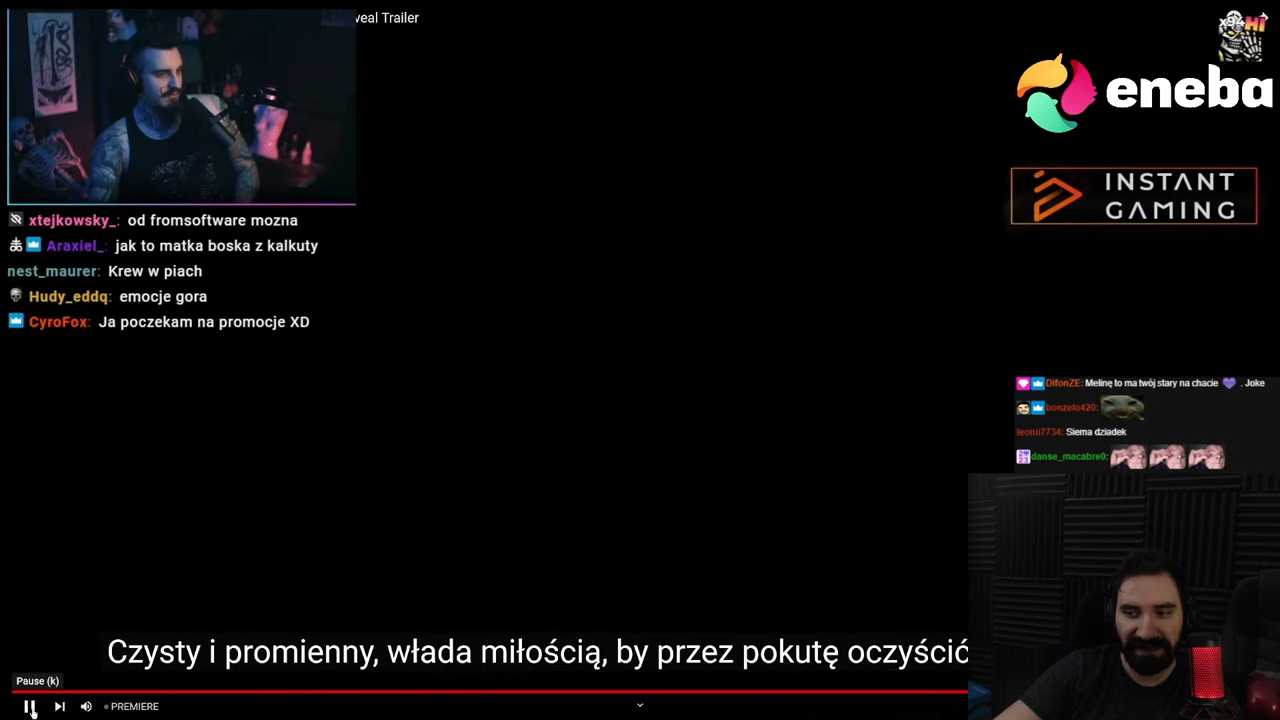 veal Trailer
x94HI
eneba
INSTANT
GAMING
xtejkowsky_: od fromsoftware mozna
Araxiel_: jak to matka boska z kalkuty
nest_maurer: Krew w piach
Hudy_eddq: emocje gora
CyroFox: Ja poczekam na promocje XD
DifonZE: Melinę to ma twój stary na chacie . Joke
bonzelo420:
leonii7734: Siema dziadek
danse_macabre0:
Czysty i promienny, włada miłością, by przez pokutę oczyścić
Pause (k)
PREMIERE